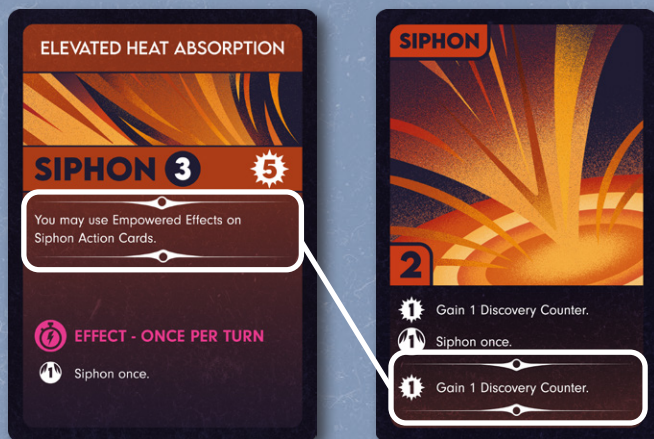 ELEVATED HEAT ABSORPTION
SIPHON 3
5
You may use Empowered Effects on
Siphon Action Cards.
EFFECT - ONCE PER TURN
1 Siphon once.
SIPHON
2
1 Gain 1 Discovery Counter.
1 Siphon once.
1 Gain 1 Discovery Counter.